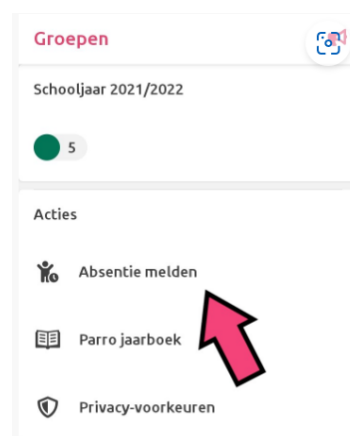 Groepen
Schooljaar 2021/2022
5
Acties
Absentie melden
Parro jaarboek
Privacy-voorkeuren